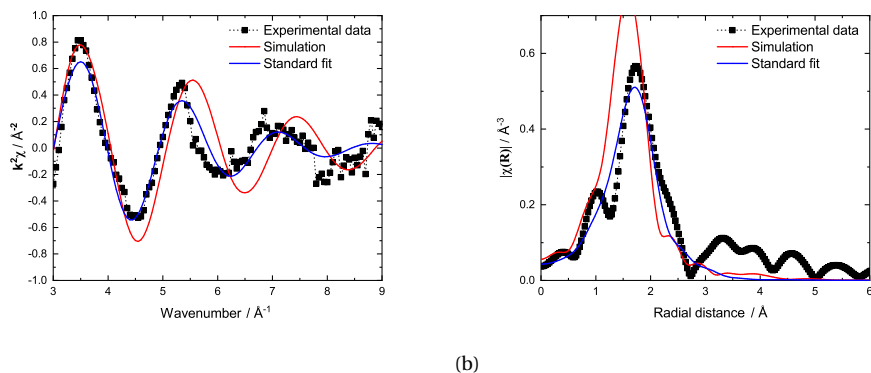 1.0
0.8
0.6
0.4
0.2
0.0
-0.2
-0.4
-0.6
-0.8
-1.0
k²χ / Å⁻²
3 4 5 6 7 8 9
Wavenumber / Å⁻¹
Experimental data
Simulation
Standard fit
0.6
0.4
0.2
0.0
|χ(R)| / Å⁻³
0 1 2 3 4 5 6
Radial distance / Å
Experimental data
Simulation
Standard fit
(b)